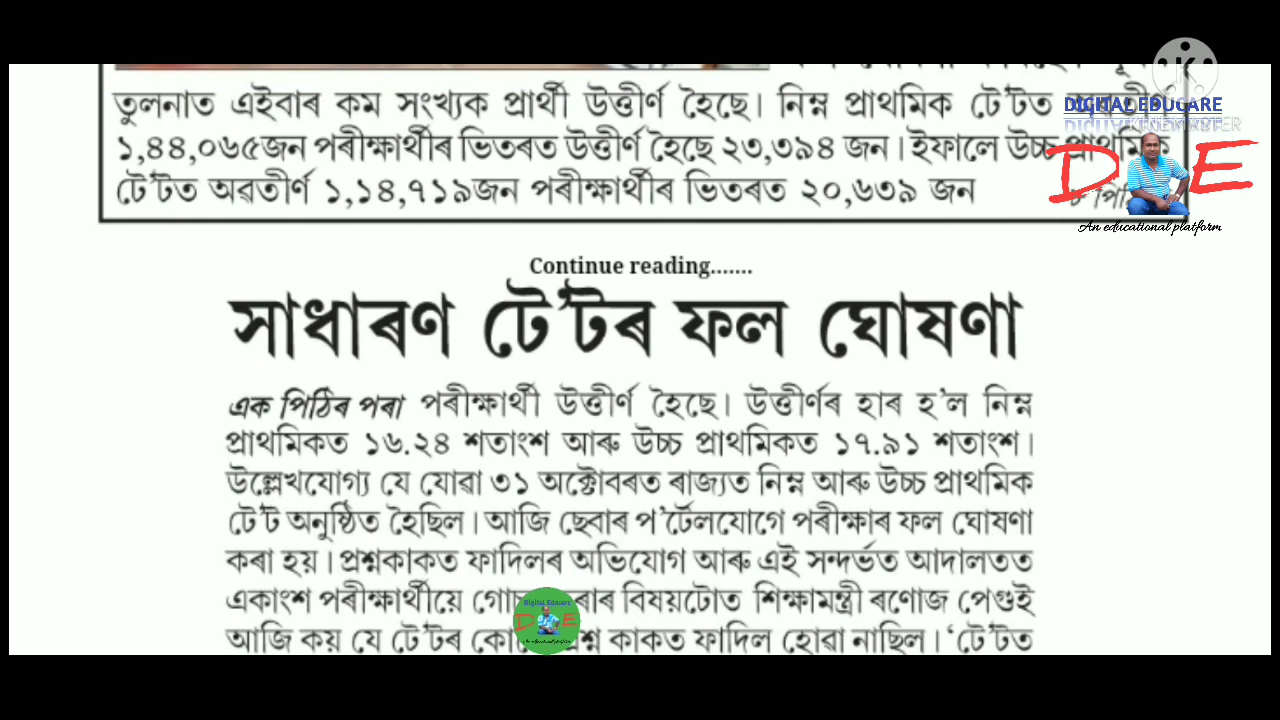 তুলনাত এইবাৰ কম সংখ্যক প্ৰাৰ্থী উত্তীৰ্ণ হৈছে। নিম্ন প্ৰাথমিক টে'টত অৱতীৰ্ণ
DIGITAL EDUCARE
KINEMASTER
১,৪৪,০৬৫জন পৰীক্ষাৰ্থীৰ ভিতৰত উত্তীৰ্ণ হৈছে ২৩,৩৯৪ জন। ইফালে উচ্চ প্ৰাথমিক
টে'টত অৱতীৰ্ণ ১,১৪,৭১৯জন পৰীক্ষাৰ্থীৰ ভিতৰত ২০,৬৩৯ জন
D E
An educational platform
Continue reading.......
সাধাৰণ টে'টৰ ফল ঘোষণা
এক পিঠিৰ পৰা পৰীক্ষাৰ্থী উত্তীৰ্ণ হৈছে। উত্তীৰ্ণৰ হাৰ হ'ল নিম্ন
প্ৰাথমিকত ১৬.২৪ শতাংশ আৰু উচ্চ প্ৰাথমিকত ১৭.৯১ শতাংশ।
উল্লেখযোগ্য যে যোৱা ৩১ অক্টোবৰত ৰাজ্যত নিম্ন আৰু উচ্চ প্ৰাথমিক
টে'ট অনুষ্ঠিত হৈছিল। আজি ছেবাৰ প'ৰ্টেলযোগে পৰীক্ষাৰ ফল ঘোষণা
কৰা হয়। প্ৰশ্নকাকত ফাদিলৰ অভিযোগ আৰু এই সন্দৰ্ভত আদালতত
একাংশ পৰীক্ষাৰ্থীয়ে বিষয়টোত শিক্ষামন্ত্ৰী ৰণোজ পেগুই
আজি কয় যে টে'টৰ কাকত ফাদিল হোৱা নাছিল। 'টে'টত
Digital Educare
D E